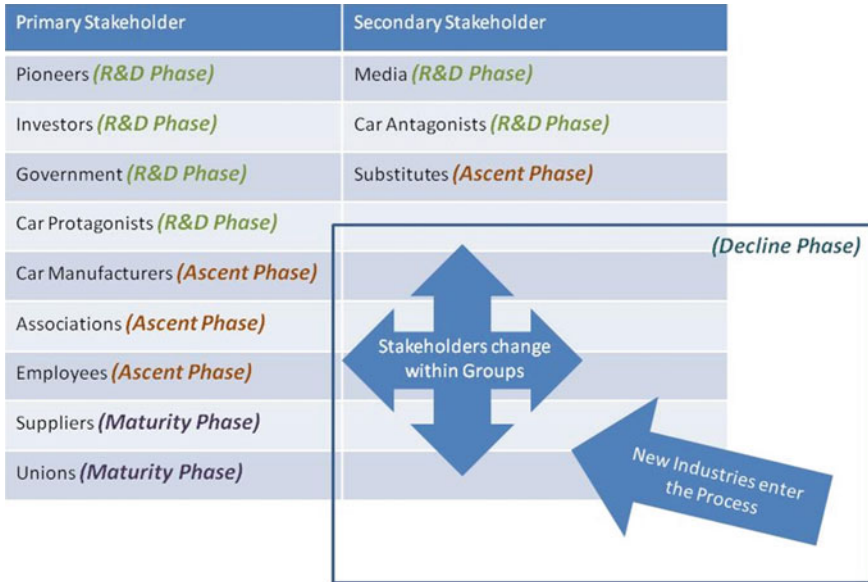 Primary Stakeholder
Secondary Stakeholder
Pioneers (R&D Phase)
Media (R&D Phase)
Investors (R&D Phase)
Car Antagonists (R&D Phase)
Government (R&D Phase)
Substitutes (Ascent Phase)
Car Protagonists (R&D Phase)
(Decline Phase)
Car Manufacturers (Ascent Phase)
Associations (Ascent Phase)
Stakeholders change
within Groups
Employees (Ascent Phase)
Suppliers (Maturity Phase)
Unions (Maturity Phase)
New Industries enter
the Process